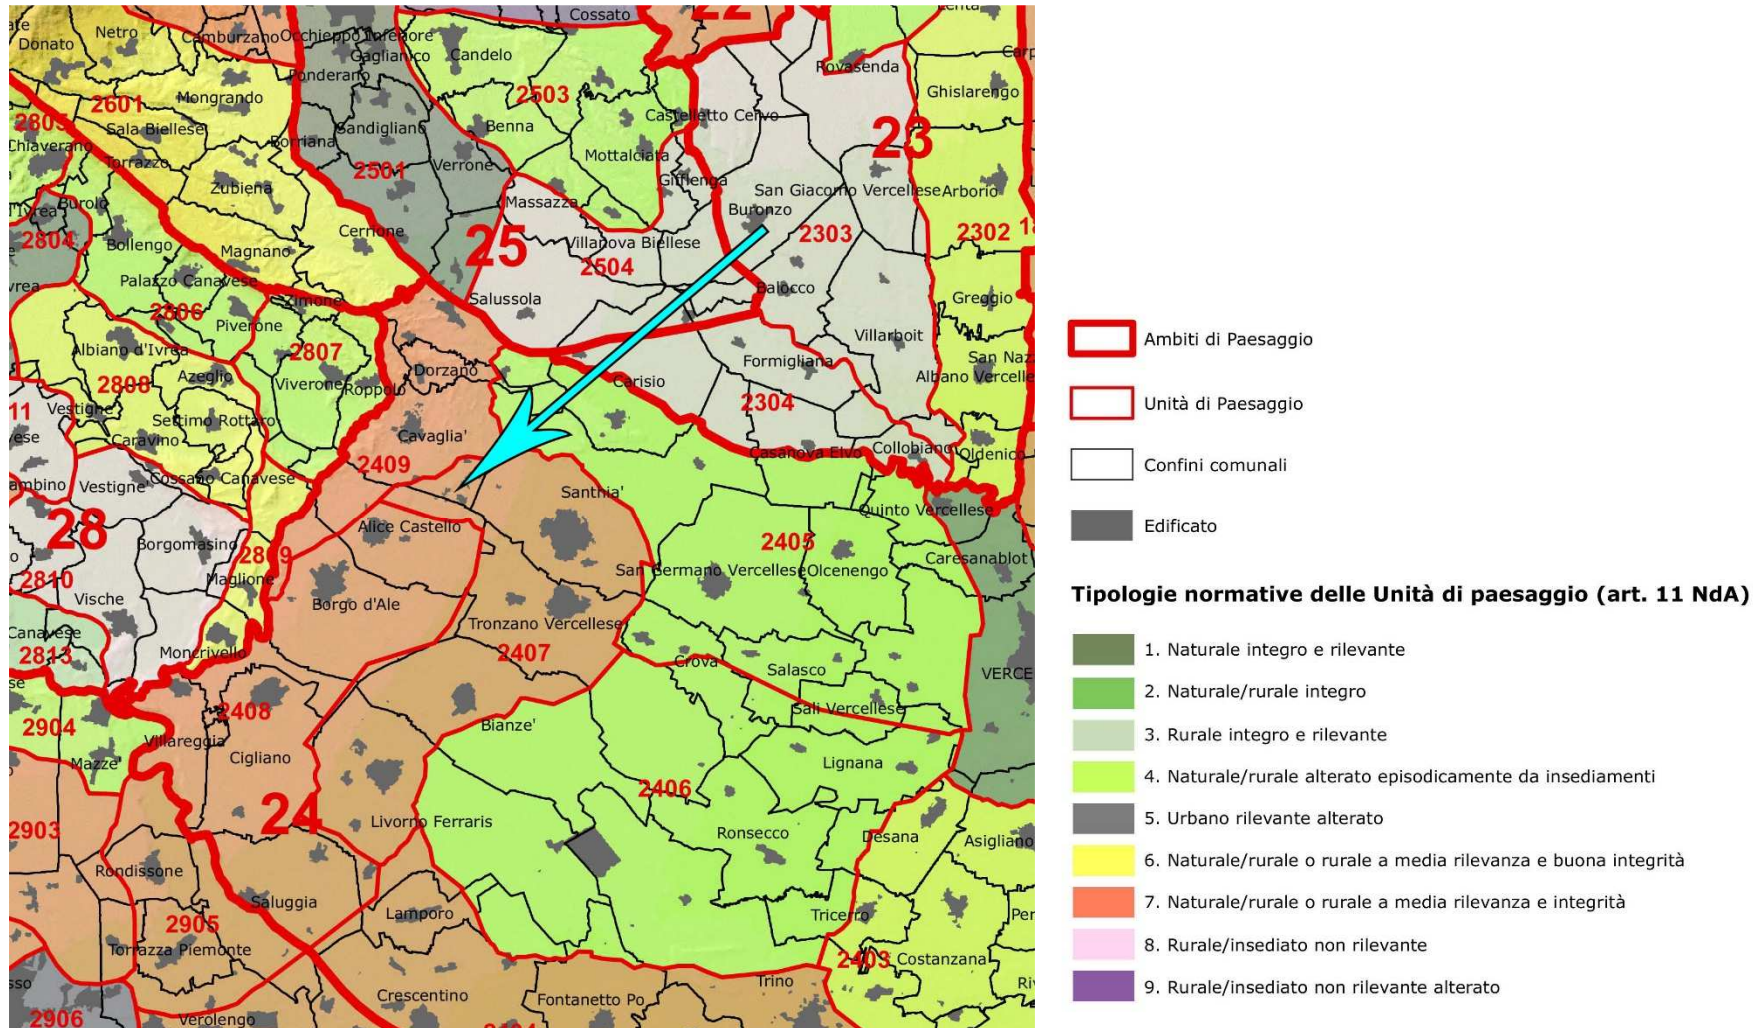 Donato
Netro
Camburzano
Occhieppo Inferiore
Cossato
22
Lenta
Gaglianico
Candelo
Ponderano
Rovasenda
2601
Mongrando
2503
Ghislarengo
2805
Sala Biellese
Sandigliano
Benna
Castelletto Cervo
23
Chiaverano
Borriana
Torrazzo
Verrone
Mottalciata
2501
Zubiena
Gifflenga
San Giacomo Vercellese
Arborio
Burolo
Massazza
Buronzo
2804
Bollengo
Cerrione
25
Villanova Biellese
2303
2302
Magnano
2504
Palazzo Canavese
Balocco
Zimone
Salussola
Greggio
2806
Piverone
Villarboit
Albiano d'Ivrea
2807
Formigliana
Azeglio
Dorzano
Carisio
Albano Vercelle
2808
Viverone
Roppolo
2304
Vestigne
Settimo Rottaro
Cavaglia'
Caravino
Casanova Elvo
Collobiano
Oldenico
2409
Cossano Canavese
Vestigne
Santhia'
28
Alice Castello
Quinto Vercellese
Borgomasino
2809
2405
Caresanablot
2810
Maglione
San Germano Vercellese
Olcenengo
Vische
Borgo d'Ale
Tronzano Vercellese
Canavese
2813
Moncrivello
2407
Crova
Salasco
VERCE
2904
2408
Bianze'
Sali Vercellese
Villareggia
Mazze'
Cigliano
Lignana
24
2406
2903
Livorno Ferraris
Ronsecco
Desana
Asigliano
Rondissone
Saluggia
Lamporo
Tricerro
2905
Torrazza Piemonte
2403
Costanzana
Trino
Crescentino
Fontanetto Po
2906
Verolengo
Ambiti di Paesaggio
Unità di Paesaggio
Confini comunali
Edificato
Tipologie normative delle Unità di paesaggio (art. 11 NdA)
1. Naturale integro e rilevante
2. Naturale/rurale integro
3. Rurale integro e rilevante
4. Naturale/rurale alterato episodicamente da insediamenti
5. Urbano rilevante alterato
6. Naturale/rurale o rurale a media rilevanza e buona integrità
7. Naturale/rurale o rurale a media rilevanza e integrità
8. Rurale/insediato non rilevante
9. Rurale/insediato non rilevante alterato